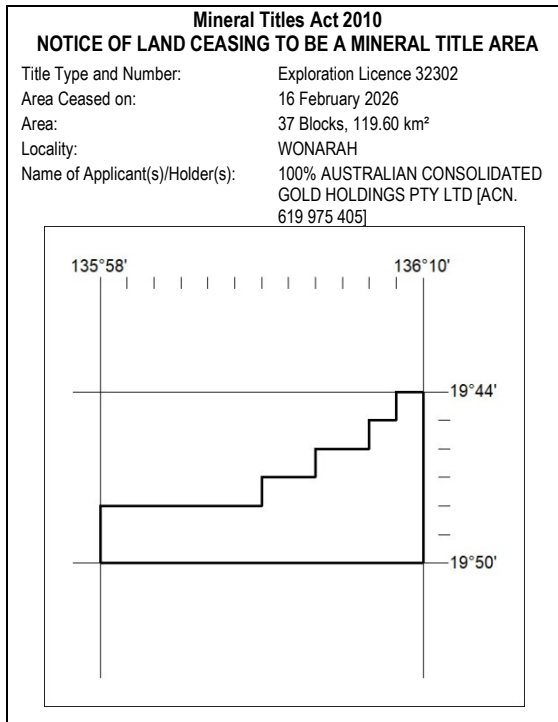 Mineral Titles Act 2010
NOTICE OF LAND CEASING TO BE A MINERAL TITLE AREA
Title Type and Number: Exploration Licence 32302
Area Ceased on: 16 February 2026
Area: 37 Blocks, 119.60 km²
Locality: WONARAH
Name of Applicant(s)/Holder(s): 100% AUSTRALIAN CONSOLIDATED
GOLD HOLDINGS PTY LTD [ACN.
619 975 405]
135°58' 136°10'
19°44'
19°50'